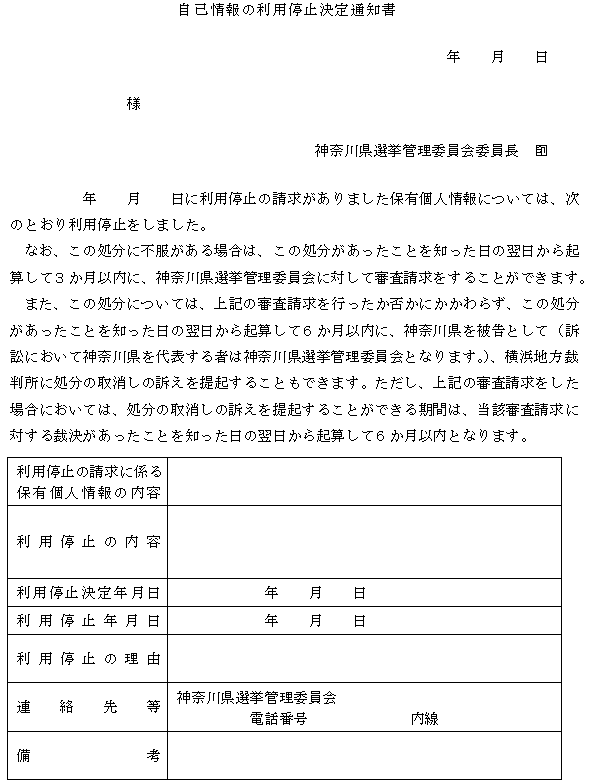 自己情報の利用停止決定通知書
年　月　日
様
神奈川県選挙管理委員会委員長　印
年　月　日に利用停止の請求がありました保有個人情報については、次
のとおり利用停止をしました。
なお、この処分に不服がある場合は、この処分があったことを知った日の翌日から起
算して3か月以内に、神奈川県選挙管理委員会に対して審査請求をすることができます。
また、この処分については、上記の審査請求を行ったか否かにかかわらず、この処分
があったことを知った日の翌日から起算して6か月以内に、神奈川県を被告として（訴
訟において神奈川県を代表する者は神奈川県選挙管理委員会となります。）、横浜地方裁
判所に処分の取消しの訴えを提起することもできます。ただし、上記の審査請求をした
場合においては、処分の取消しの訴えを提起することができる期間は、当該審査請求に
対する裁決があったことを知った日の翌日から起算して6か月以内となります。
利用停止の請求に係る
保有個人情報の内容
利用停止の内容
利用停止決定年月日　年　月　日
利用停止年月日　年　月　日
利用停止の理由
連絡先等
神奈川県選挙管理委員会
電話番号　内線
備考